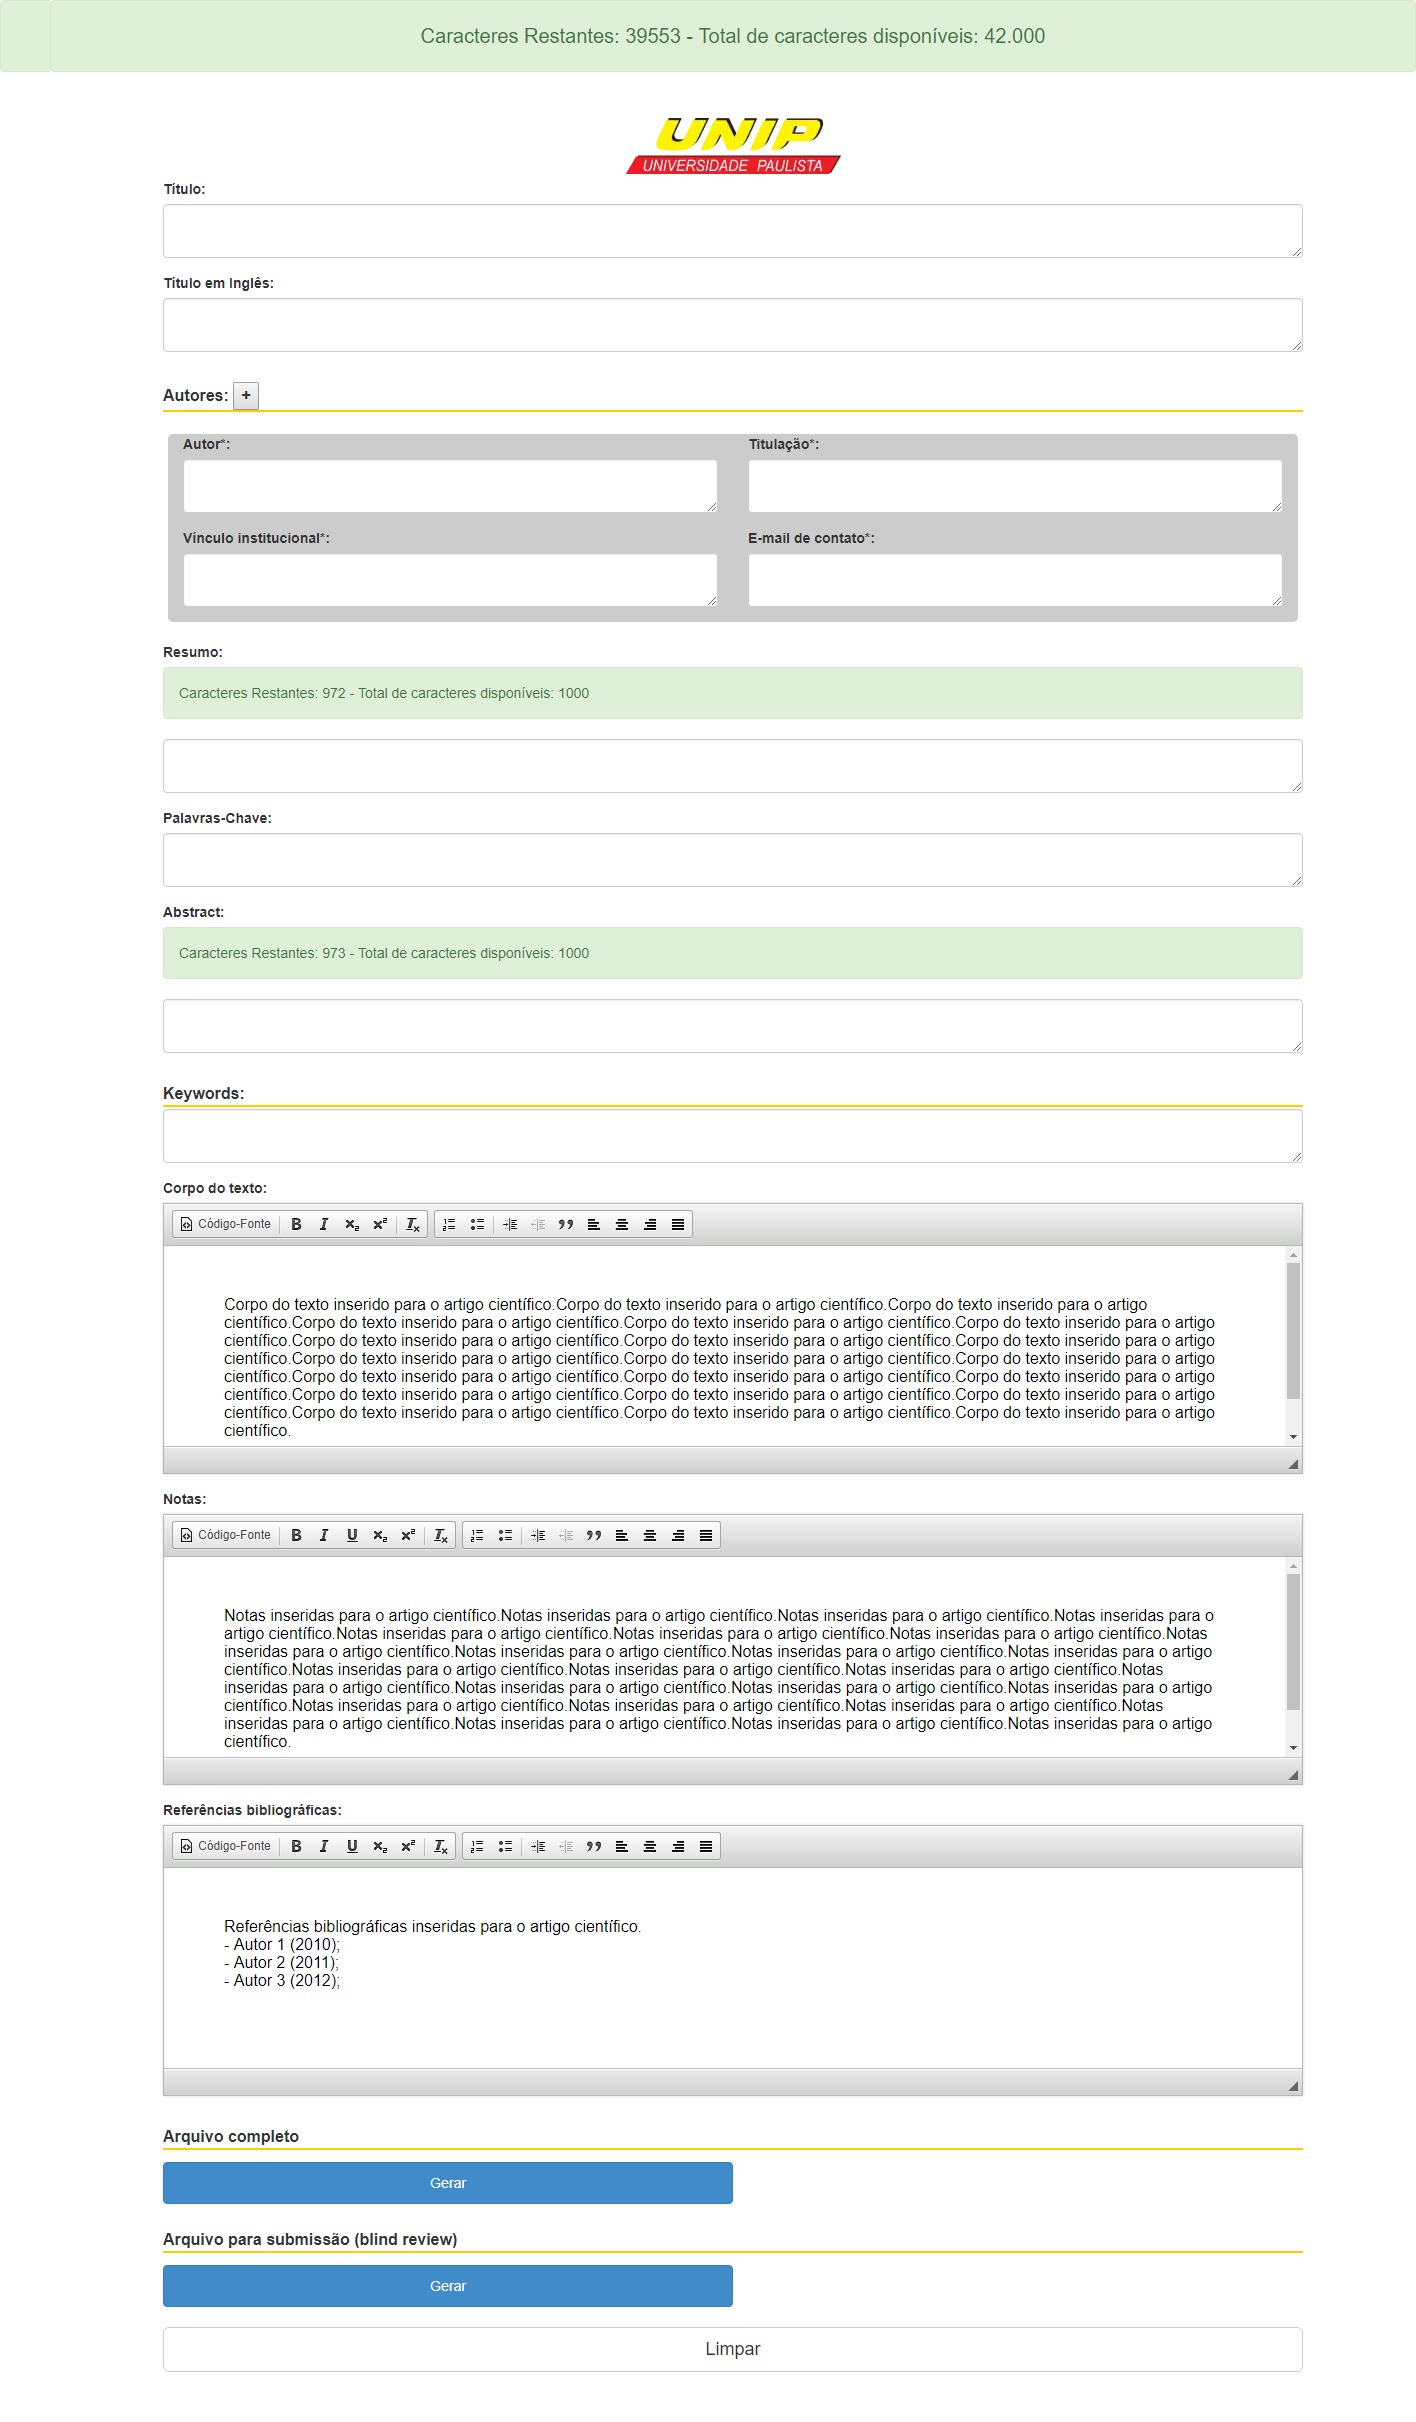 Caracteres Restantes: 39553 - Total de caracteres disponíveis: 42.000
UNIP
UNIVERSIDADE PAULISTA
Título:
Título em Inglês:
Autores: +
Autor*:
Titulação*:
Vínculo institucional*:
E-mail de contato*:
Resumo:
Caracteres Restantes: 972 - Total de caracteres disponíveis: 1000
Palavras-Chave:
Abstract:
Caracteres Restantes: 973 - Total de caracteres disponíveis: 1000
Keywords:
Corpo do texto:
Código-Fonte
Corpo do texto inserido para o artigo científico.Corpo do texto inserido para o artigo científico.Corpo do texto inserido para o artigo
científico.Corpo do texto inserido para o artigo científico.Corpo do texto inserido para o artigo científico.Corpo do texto inserido para o artigo
científico.Corpo do texto inserido para o artigo científico.Corpo do texto inserido para o artigo científico.Corpo do texto inserido para o artigo
científico.Corpo do texto inserido para o artigo científico.Corpo do texto inserido para o artigo científico.Corpo do texto inserido para o artigo
científico.Corpo do texto inserido para o artigo científico.Corpo do texto inserido para o artigo científico.Corpo do texto inserido para o artigo
científico.Corpo do texto inserido para o artigo científico.Corpo do texto inserido para o artigo científico.Corpo do texto inserido para o artigo
científico.Corpo do texto inserido para o artigo científico.Corpo do texto inserido para o artigo científico.Corpo do texto inserido para o artigo
científico.
Notas:
Código-Fonte
Notas inseridas para o artigo científico.Notas inseridas para o artigo científico.Notas inseridas para o artigo científico.Notas inseridas para o
artigo científico.Notas inseridas para o artigo científico.Notas inseridas para o artigo científico.Notas inseridas para o artigo científico.Notas
inseridas para o artigo científico.Notas inseridas para o artigo científico.Notas inseridas para o artigo científico.Notas inseridas para o artigo
científico.Notas inseridas para o artigo científico.Notas inseridas para o artigo científico.Notas inseridas para o artigo científico.Notas
inseridas para o artigo científico.Notas inseridas para o artigo científico.Notas inseridas para o artigo científico.Notas inseridas para o artigo
científico.Notas inseridas para o artigo científico.Notas inseridas para o artigo científico.Notas inseridas para o artigo científico.Notas
inseridas para o artigo científico.Notas inseridas para o artigo científico.Notas inseridas para o artigo científico.Notas inseridas para o artigo
científico.
Referências bibliográficas:
Código-Fonte
Referências bibliográficas inseridas para o artigo científico.
- Autor 1 (2010);
- Autor 2 (2011);
- Autor 3 (2012);
Arquivo completo
Gerar
Arquivo para submissão (blind review)
Gerar
Limpar